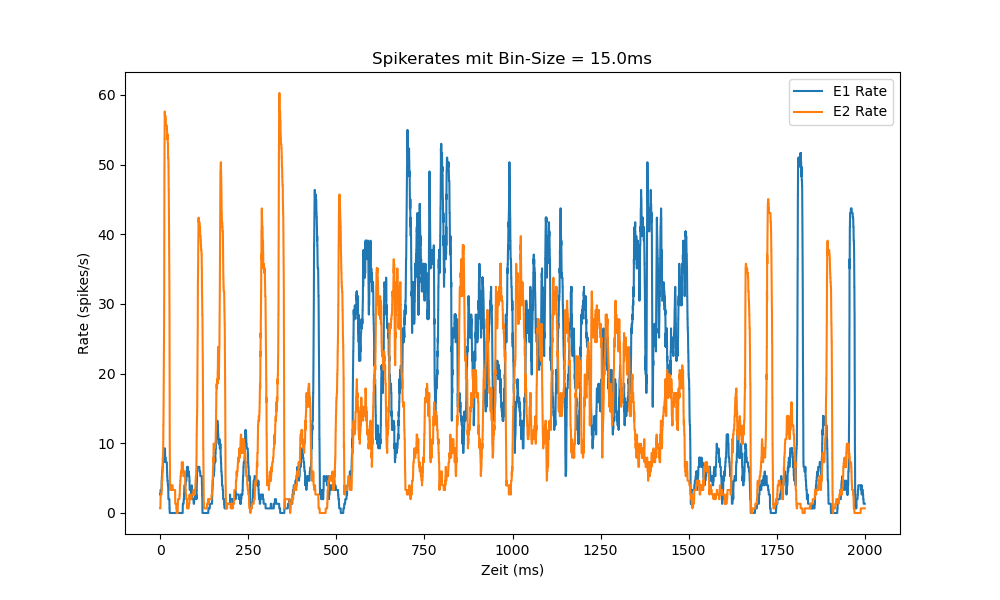 Spikerates mit Bin-Size = 15.0ms
E1 Rate
E2 Rate
60
50
40
30
20
10
0
Rate (spikes/s)
0 250 500 750 1000 1250 1500 1750 2000
Zeit (ms)